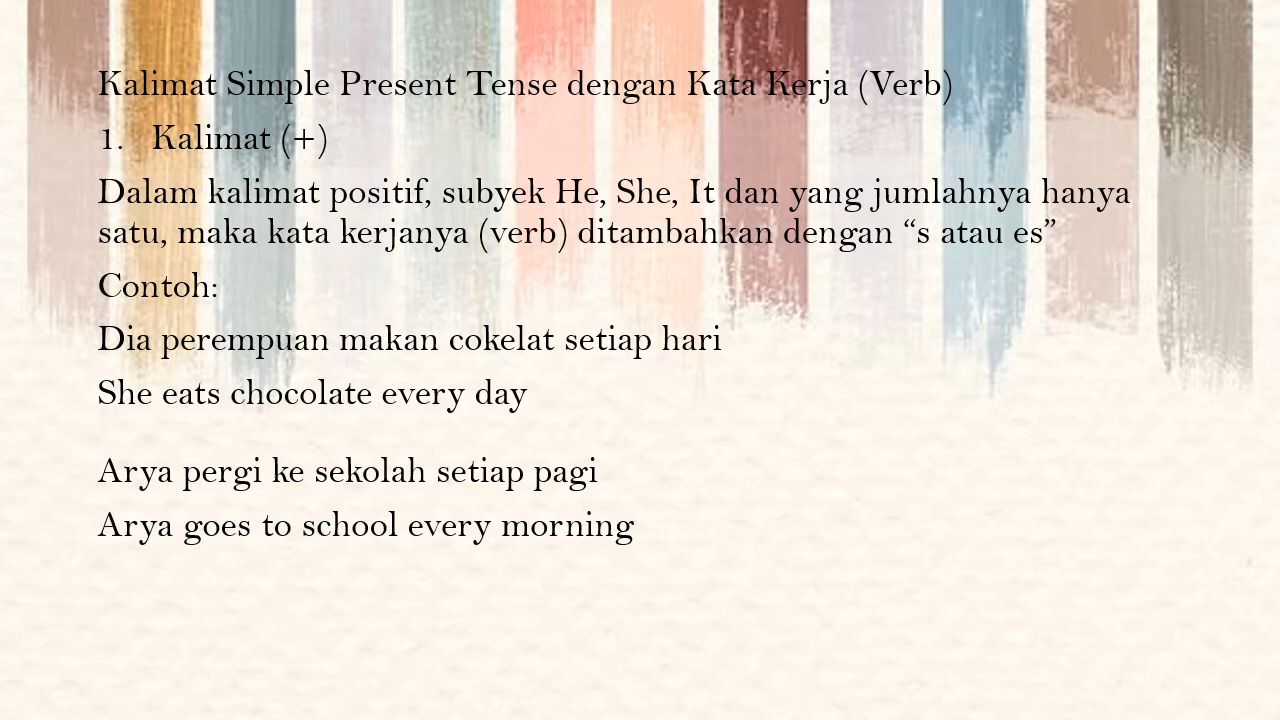 Kalimat Simple Present Tense dengan Kata Kerja (Verb)
1. Kalimat (+)
Dalam kalimat positif, subyek He, She, It dan yang jumlahnya hanya
satu, maka kata kerjanya (verb) ditambahkan dengan “s atau es”
Contoh:
Dia perempuan makan cokelat setiap hari
She eats chocolate every day
Arya pergi ke sekolah setiap pagi
Arya goes to school every morning